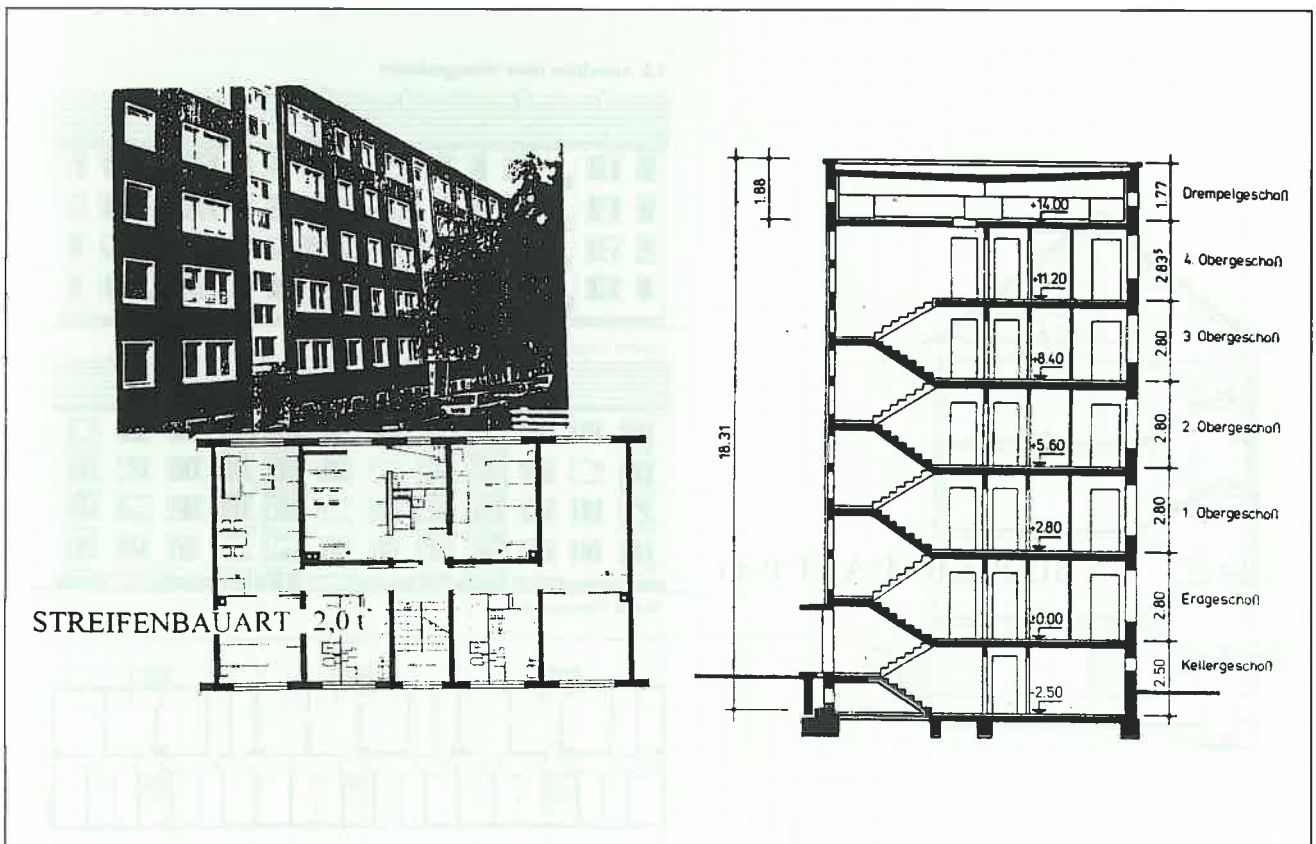 STREIFENBAUART 2,0 t
1.88
18.31
+14.00
1.77
Drempelgeschoß
2.83⁵
4. Obergeschoß
+11.20
2.80
3 Obergeschoß
+8.40
2.80
2. Obergeschoß
+5.60
2.80
1. Obergeschoß
+2.80
2.80
Erdgeschoß
±0.00
2.50
Kellergeschoß
-2.50